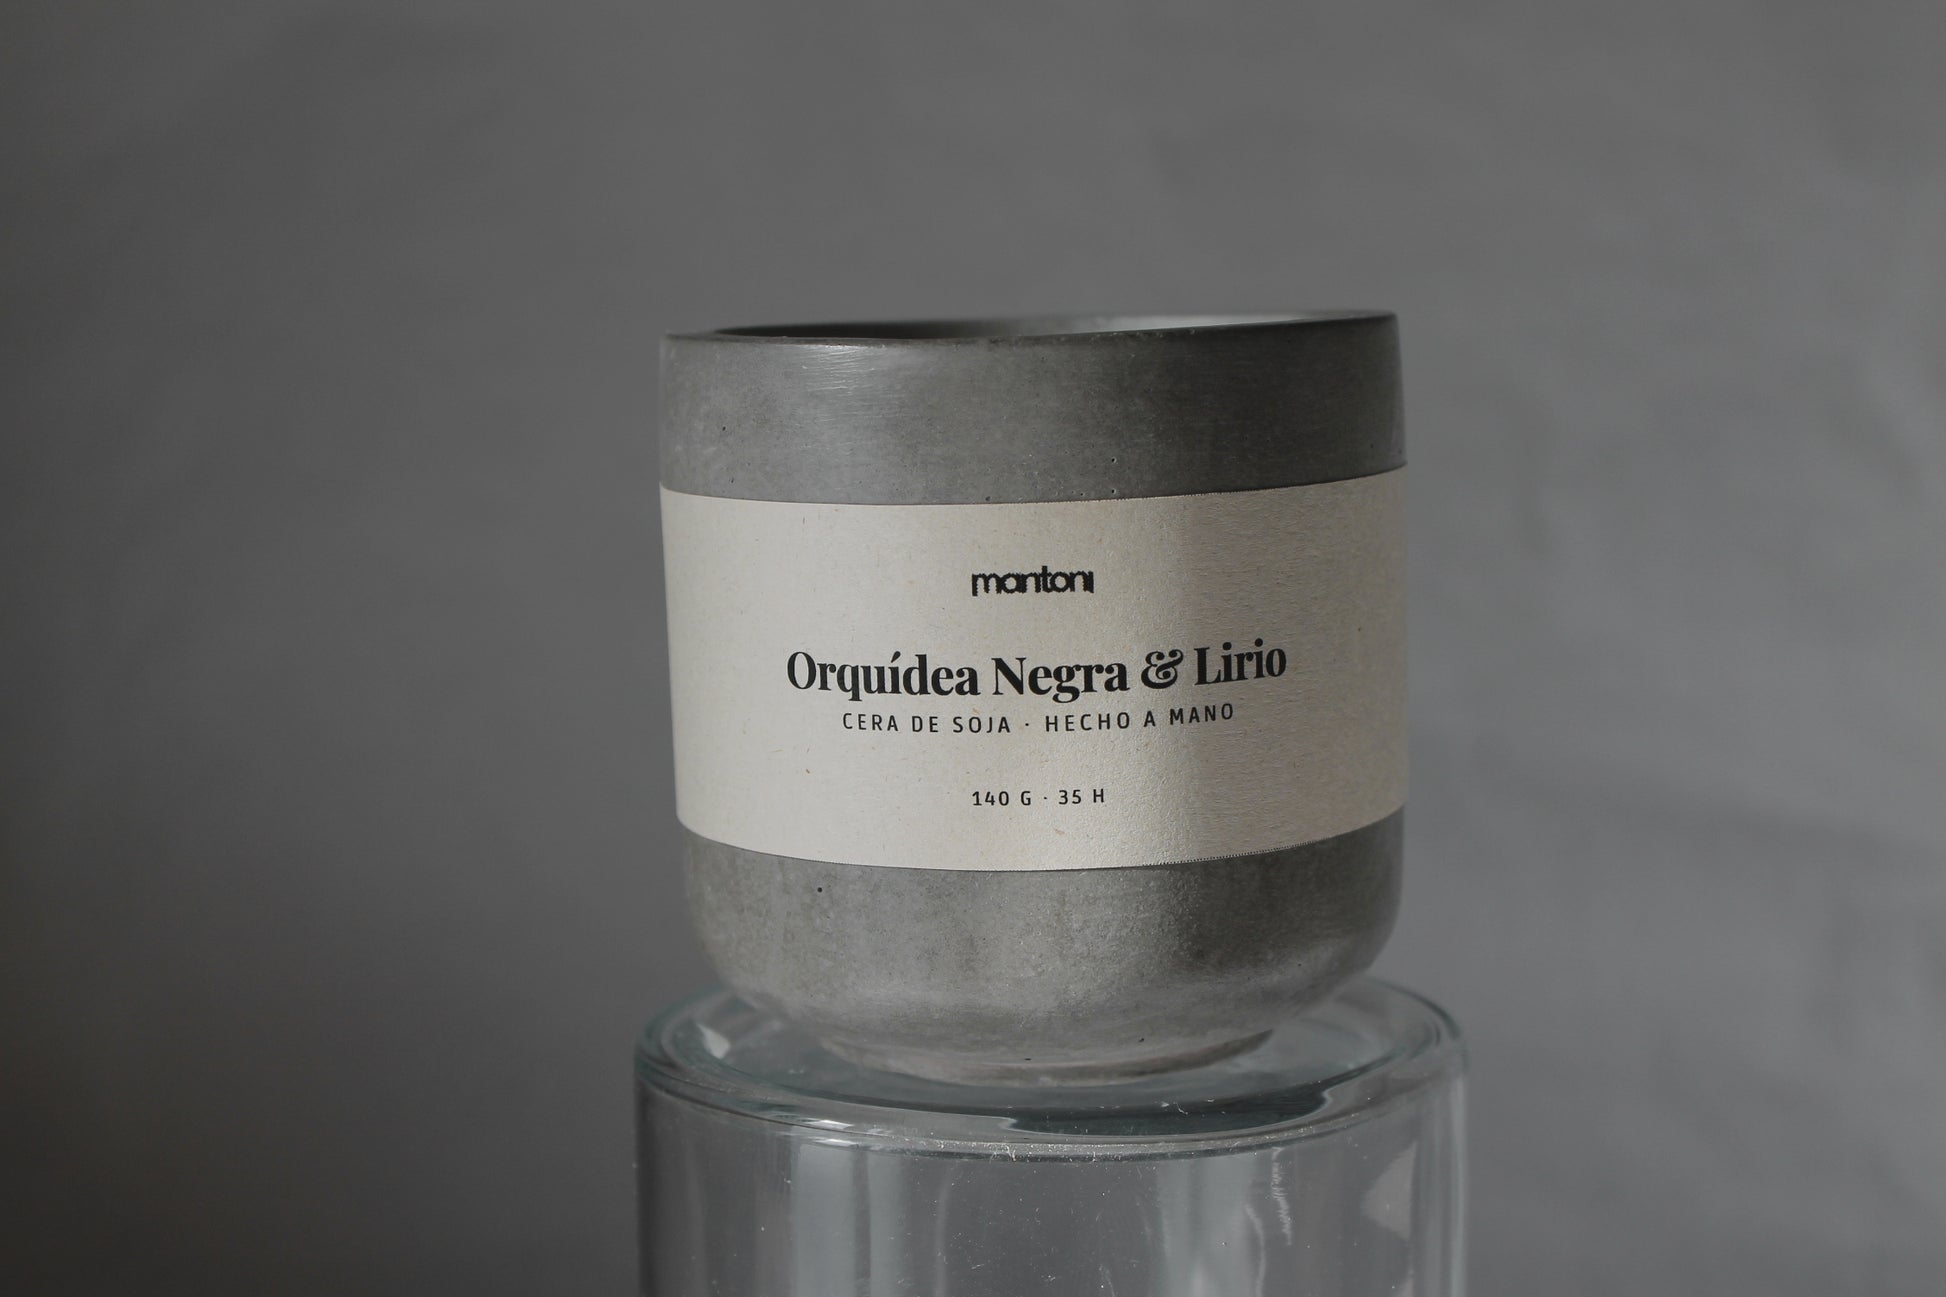 mantoni
Orquídea Negra & Lirio
CERA DE SOJA · HECHO A MANO
140 G · 35 H